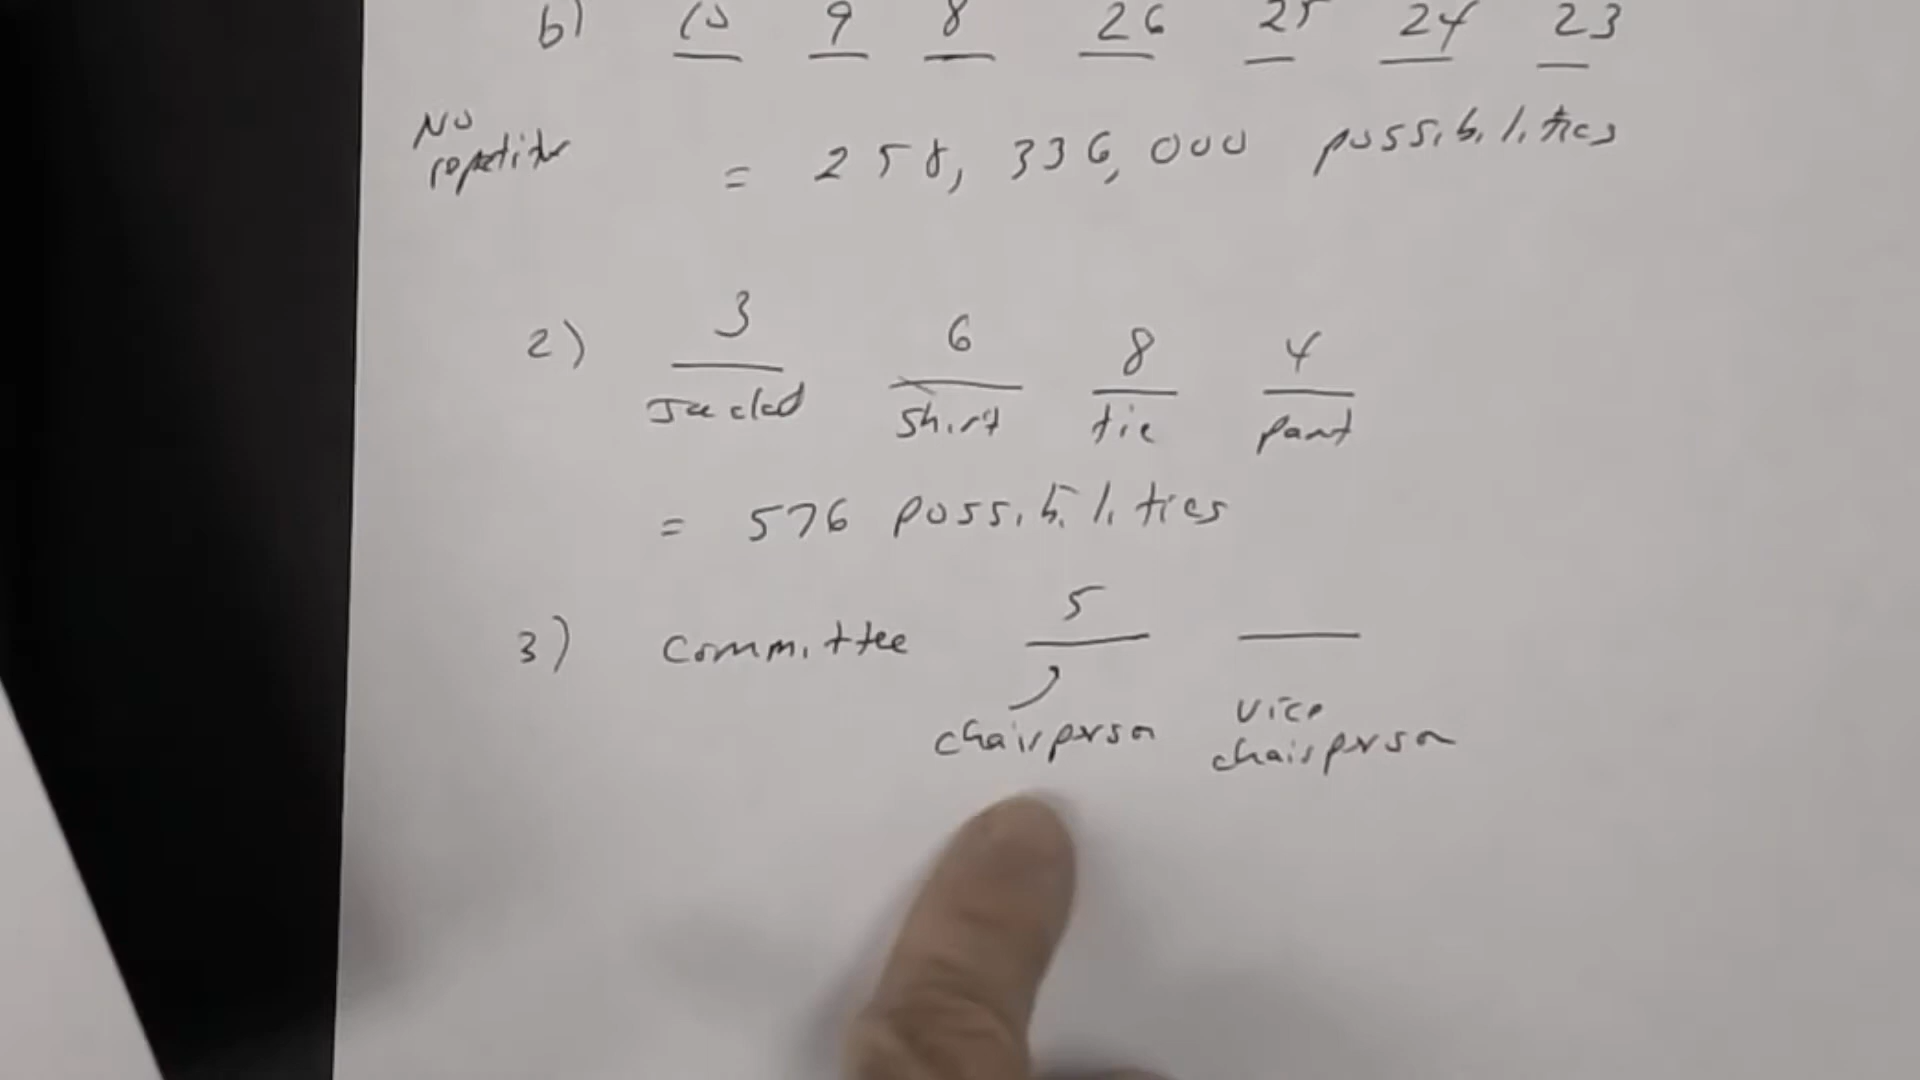 b) 10 9 8 26 25 24 23
No
repetition
= 258,336,000 possibilities
2) 3 6 8 4
Jacket shirt tie pant
= 576 possibilities
3) committee 5
chairperson vice
chairperson